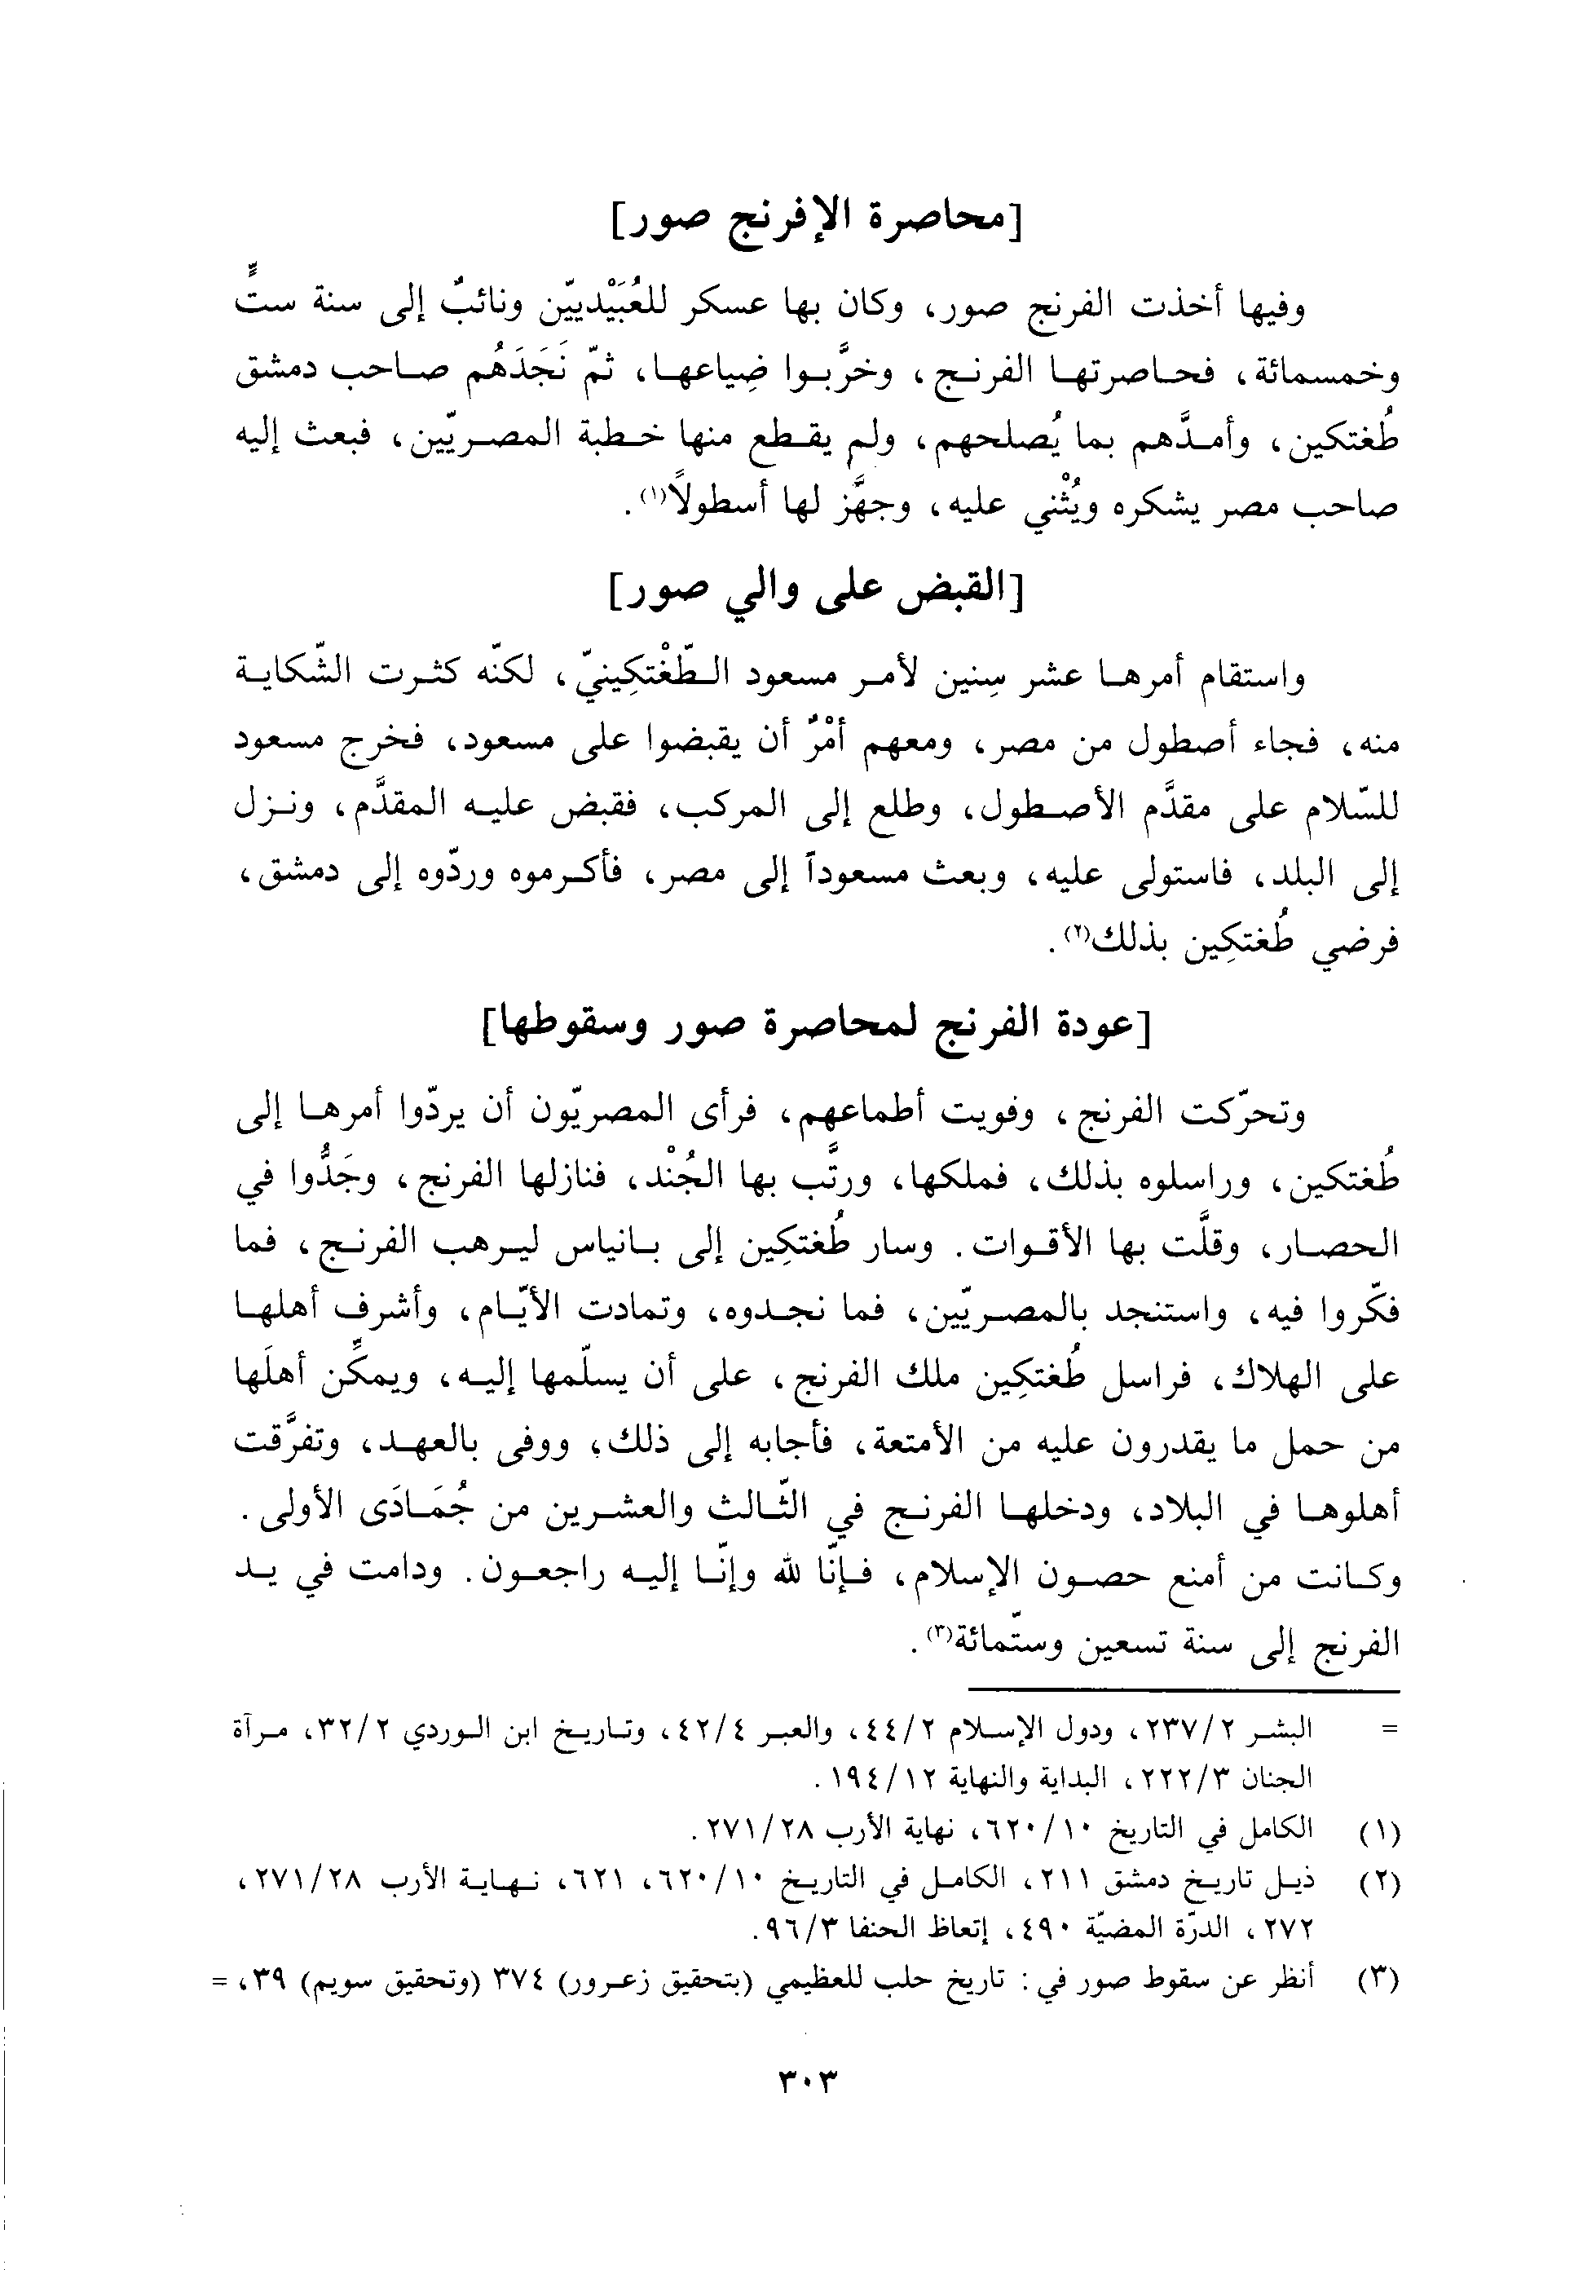 [محاصرة الإفرنج صور]
وفيها أخذت الفرنج صور، وكان بها عسكر للعُبَيْديّين ونائبٌ إلى سنة ستٍّ
وخمسمائة، فحاصرتها الفرنج، وخرَّبوا ضِياعها، ثمّ نَجَدَهُم صاحب دمشق
طُغتكين، وأمدَّهم بما يُصلحهم، ولم يقطع منها خطبة المصريّين، فبعث إليه
صاحب مصر يشكره ويُثْني عليه، وجهَّز لها أسطولاً(١).
[القبض على والي صور]
واستقام أمرها عشر سِنين لأمر مسعود الطّغْتكِينيّ، لكنّه كثرت الشّكاية
منه، فجاء أصطول من مصر، ومعهم أمْرٌ أن يقبضوا على مسعود، فخرج مسعود
للسّلام على مقدَّم الأصطول، وطلع إلى المركب، فقبض عليه المقدَّم، ونزل
إلى البلد، فاستولى عليه، وبعث مسعوداً إلى مصر، فأكرموه وردّوه إلى دمشق،
فرضي طُغتكِين بذلك(٢).
[عودة الفرنج لمحاصرة صور وسقوطها]
وتحرّكت الفرنج، وفويت أطماعهم، فرأى المصريّون أن يردّوا أمرها إلى
طُغتكين، وراسلوه بذلك، فملكها، ورتَّب بها الجُنْد، فنازلها الفرنج، وجَدُّوا في
الحصار، وقلَّت بها الأقوات. وسار طُغتكِين إلى بانياس ليرهب الفرنج، فما
فكّروا فيه، واستنجد بالمصريّين، فما نجدوه، وتمادت الأيّام، وأشرف أهلها
على الهلاك، فراسل طُغتكِين ملك الفرنج، على أن يسلّمها إليه، ويمكِّن أهلَها
من حمل ما يقدرون عليه من الأمتعة، فأجابه إلى ذلك، ووفى بالعهد، وتفرَّقت
أهلوها في البلاد، ودخلها الفرنج في الثّالث والعشرين من جُمَادَى الأولى.
وكانت من أمنع حصون الإسلام، فإنّا لله وإنّا إليه راجعون. ودامت في يد
الفرنج إلى سنة تسعين وستّمائة(٣).
= البشر ٢٣٧/٢، ودول الإسلام ٤٤/٢، والعبر ٤٢/٤، وتاريخ ابن الوردي ٣٢/٢، مرآة
الجنان ٢٢٢/٣، البداية والنهاية ١٩٤/١٢.
(١) الكامل في التاريخ ٦٢٠/١٠، نهاية الأرب ٢٧١/٢٨.
(٢) ذيل تاريخ دمشق ٢١١، الكامل في التاريخ ٦٢٠/١٠، ٦٢١، نهاية الأرب ٢٧١/٢٨،
٢٧٢، الدرّة المضيّة ٤٩٠، إتعاظ الحنفا ٩٦/٣.
(٣) أنظر عن سقوط صور في: تاريخ حلب للعظيمي (بتحقيق زعرور) ٣٧٤ (وتحقيق سويم) ٣٩، =
٣٠٣